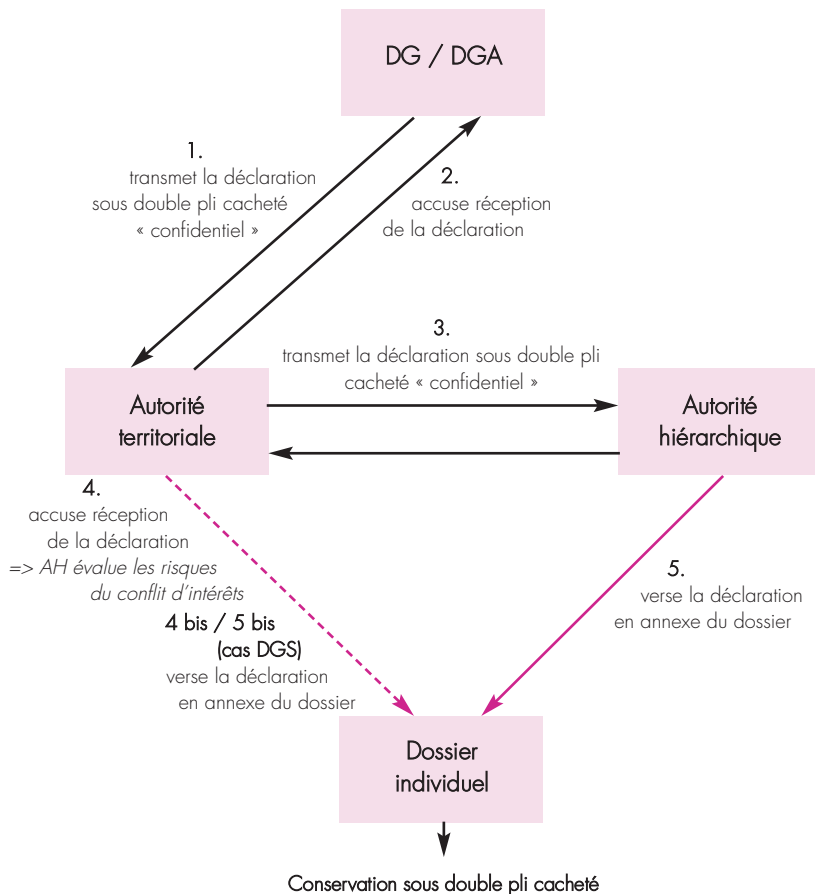 DG / DGA
1.
transmet la déclaration
sous double pli cacheté
« confidentiel »
2.
accuse réception
de la déclaration
3.
transmet la déclaration sous double pli
cacheté « confidentiel »
Autorité
territoriale
Autorité
hiérarchique
4.
accuse réception
de la déclaration
=> AH évalue les risques
du conflit d'intérêts
4 bis / 5 bis
(cas DGS)
verse la déclaration
en annexe du dossier
5.
verse la déclaration
en annexe du dossier
Dossier
individuel
Conservation sous double pli cacheté